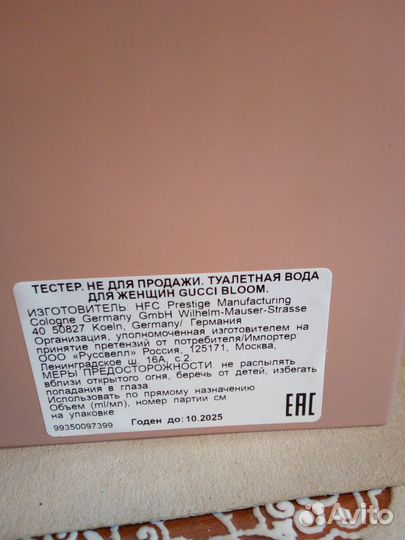 ТЕСТЕР. НЕ ДЛЯ ПРОДАЖИ. ТУАЛЕТНАЯ ВОДА
ДЛЯ ЖЕНЩИН GUCCI BLOOM.
ИЗГОТОВИТЕЛЬ: HFC Prestige Manufacturing
Cologne Germany GmbH Wilhelm-Mauser-Strasse
40 50827 Koeln, Germany/ Германия
Организация, уполномоченная изготовителем на
принятие претензий от потребителя/Импортер
ООО «Руссвелл» Россия, 125171, Москва,
Ленинградское ш. 16А, с.2
МЕРЫ ПРЕДОСТОРОЖНОСТИ: не распылять
вблизи открытого огня, беречь от детей, избегать
попадания в глаза.
Использовать по прямому назначению
Объем (ml/мл), номер партии см
на упаковке
Годен до: 10.2025
99350097399
EAC
Avito